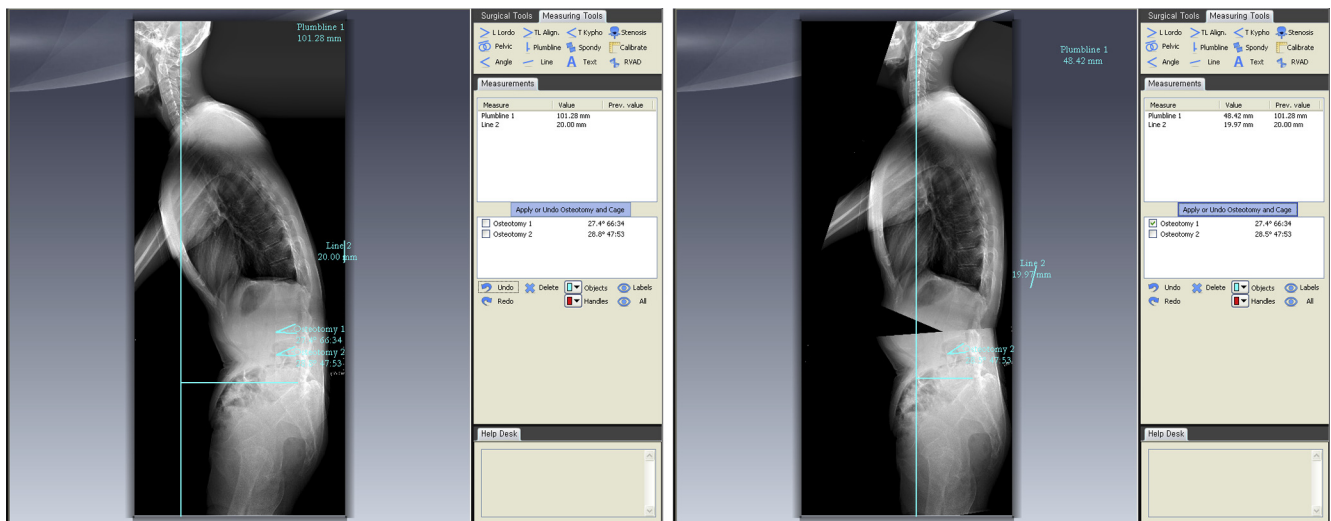 Plumbline 1
101.28 mm
Line 2
20.00 mm
Osteotomy 1
66:34
Osteotomy 2
47:53
Surgical Tools Measuring Tools
L Lordo TL Align. T Kypho Stenosis
Pelvic Plumbline Spondy Calibrate
Angle Line Text RVAD
Measurements
Measure Value Prev. value
Plumbline 1 101.28 mm
Line 2 20.00 mm
Apply or Undo Osteotomy and Cage
Osteotomy 1 27.4° 66:34
Osteotomy 2 28.8° 47:53
Undo Delete Objects Labels
Redo Handles All
Help Desk
Plumbline 1
48.42 mm
Line 2
19.97 mm
47:53
Surgical Tools Measuring Tools
L Lordo TL Align. T Kypho Stenosis
Pelvic Plumbline Spondy Calibrate
Angle Line Text RVAD
Measurements
Measure Value Prev. value
Plumbline 1 48.42 mm 101.28 mm
Line 2 19.97 mm 20.00 mm
Apply or Undo Osteotomy and Cage
Osteotomy 1 27.4° 66:34
Osteotomy 2 28.5° 47:53
Undo Delete Objects Labels
Redo Handles All
Help Desk